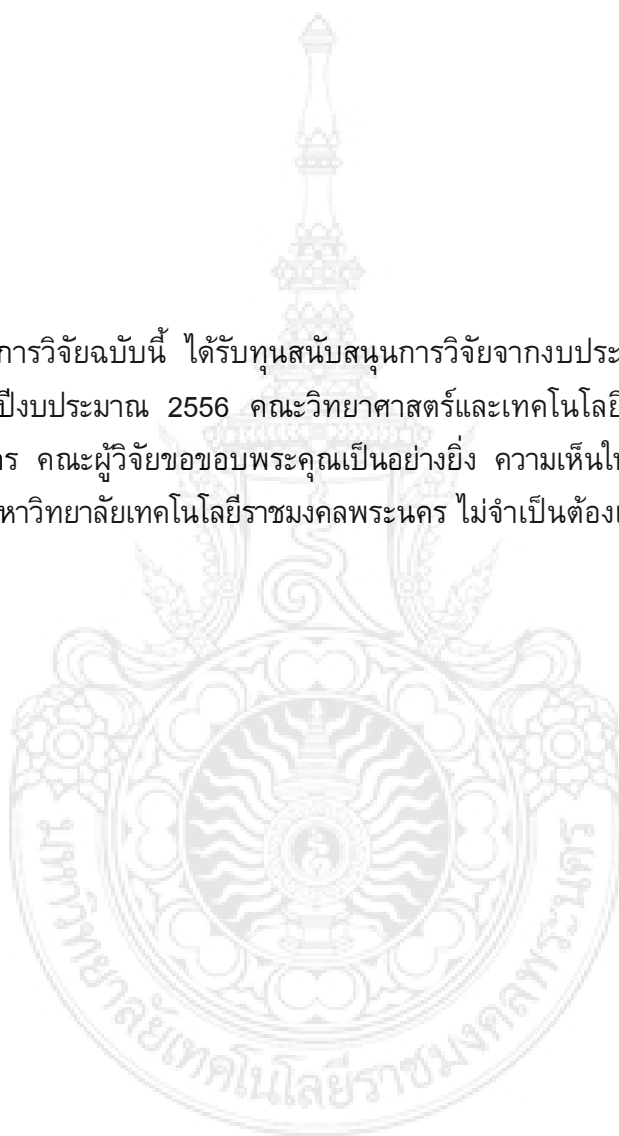 การวิจัยฉบับนี้ ได้รับทุนสนับสนุนการวิจัยจากงบประ
ปีงบประมาณ 2556 คณะวิทยาศาสตร์และเทคโนโลยี
ร คณะผู้วิจัยขอขอบพระคุณเป็นอย่างยิ่ง ความเห็นใ
หาวิทยาลัยเทคโนโลยีราชมงคลพระนคร ไม่จำเป็นต้องเ
มหาวิทยาลัยเทคโนโลยีราชมงคลพระนคร